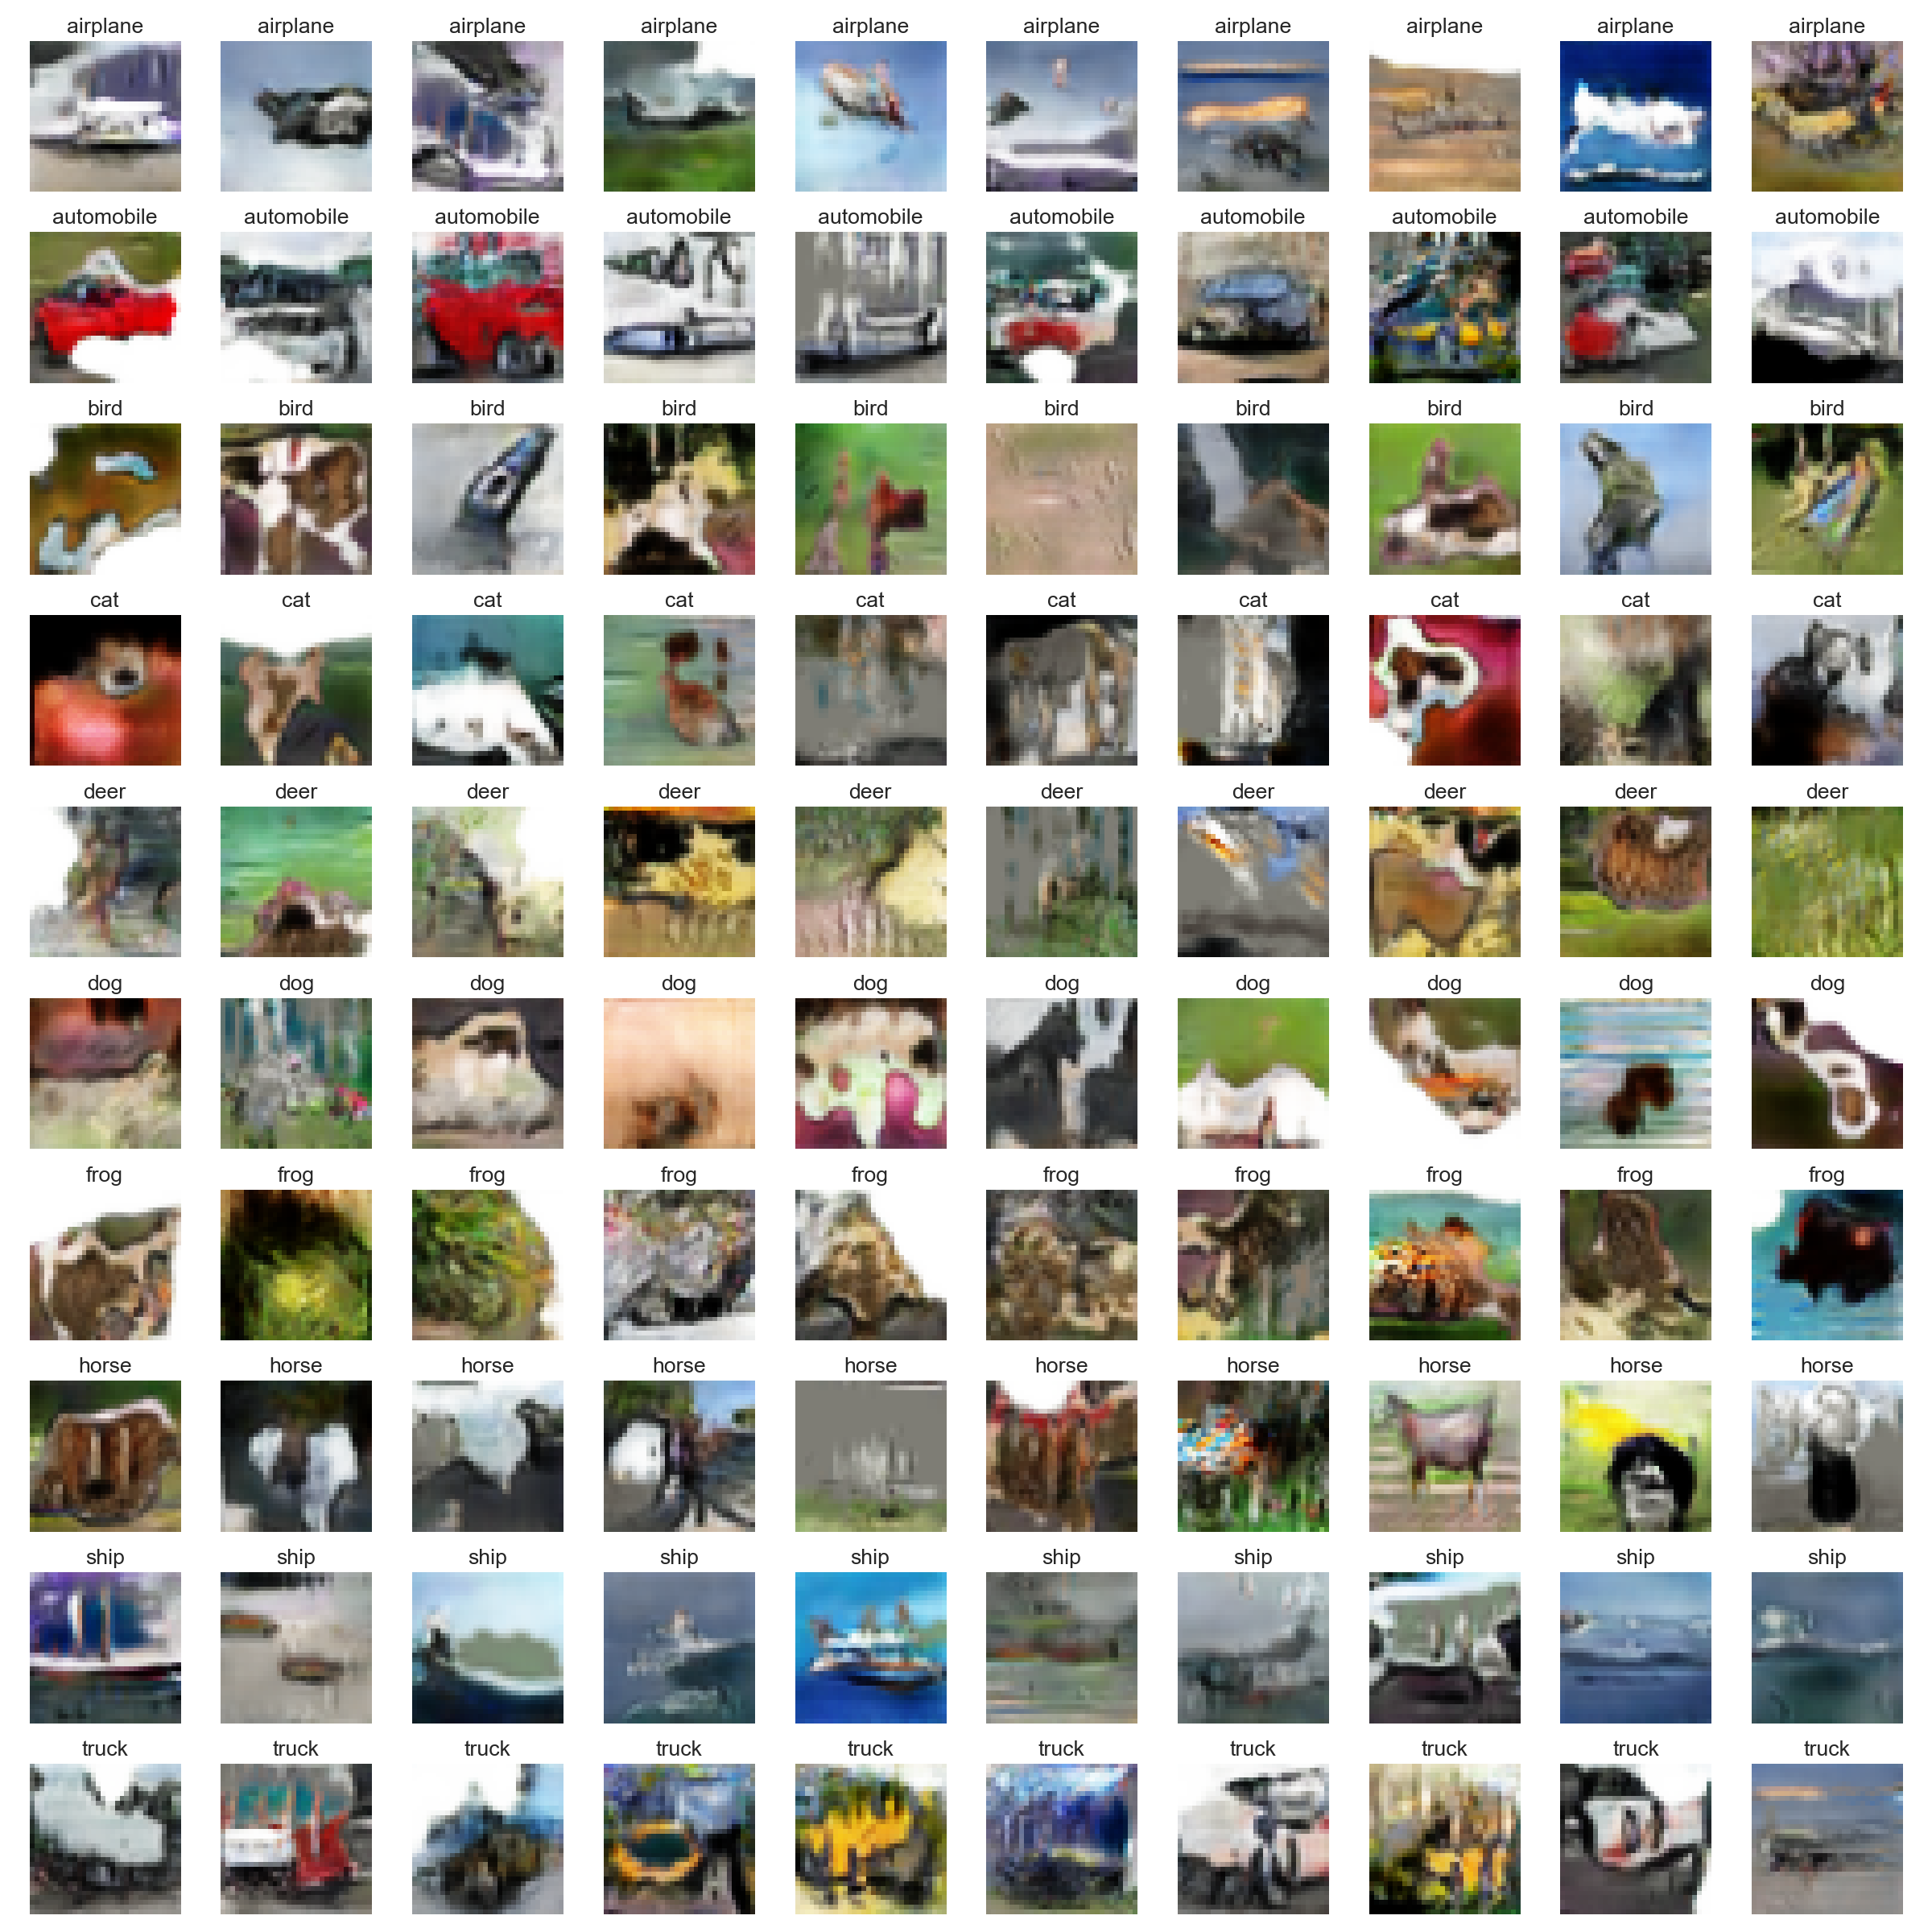 airplane airplane airplane airplane airplane airplane airplane airplane airplane airplane
automobile automobile automobile automobile automobile automobile automobile automobile automobile automobile
bird bird bird bird bird bird bird bird bird bird
cat cat cat cat cat cat cat cat cat cat
deer deer deer deer deer deer deer deer deer deer
dog dog dog dog dog dog dog dog dog dog
frog frog frog frog frog frog frog frog frog frog
horse horse horse horse horse horse horse horse horse horse
ship ship ship ship ship ship ship ship ship ship
truck truck truck truck truck truck truck truck truck truck